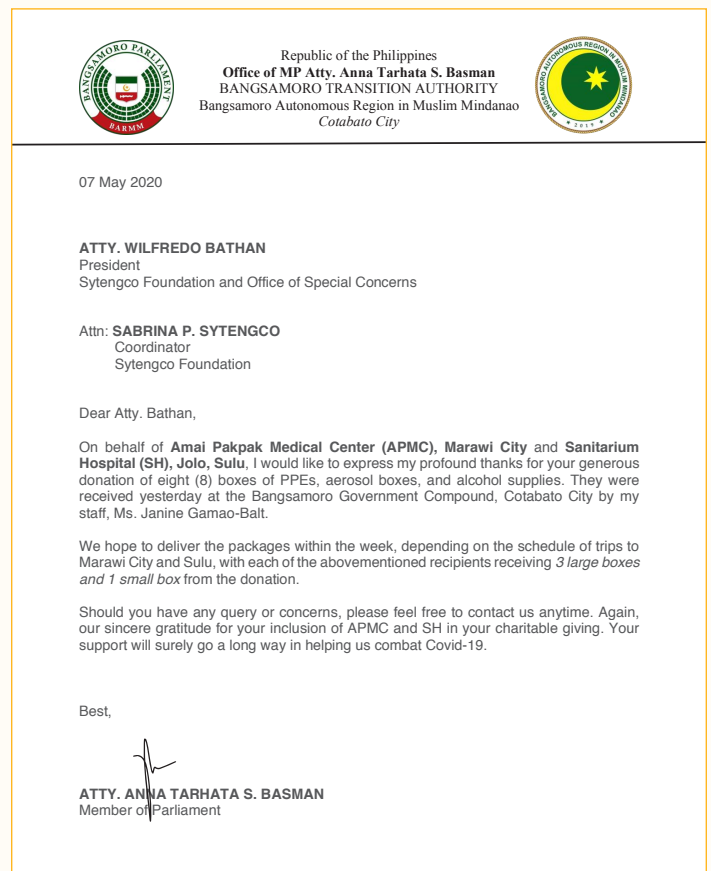 BANGSAMORO PARLIAMENT
BARMM
Republic of the Philippines
Office of MP Atty. Anna Tarhata S. Basman
BANGSAMORO TRANSITION AUTHORITY
Bangsamoro Autonomous Region in Muslim Mindanao
Cotabato City
BANGSAMORO AUTONOMOUS REGION IN MUSLIM MINDANAO
2019
07 May 2020
ATTY. WILFREDO BATHAN
President
Sytengco Foundation and Office of Special Concerns
Attn: SABRINA P. SYTENGCO
Coordinator
Sytengco Foundation
Dear Atty. Bathan,
On behalf of Amai Pakpak Medical Center (APMC), Marawi City and Sanitarium
Hospital (SH), Jolo, Sulu, I would like to express my profound thanks for your generous
donation of eight (8) boxes of PPEs, aerosol boxes, and alcohol supplies. They were
received yesterday at the Bangsamoro Government Compound, Cotabato City by my
staff, Ms. Janine Gamao-Balt.
We hope to deliver the packages within the week, depending on the schedule of trips to
Marawi City and Sulu, with each of the abovementioned recipients receiving 3 large boxes
and 1 small box from the donation.
Should you have any query or concerns, please feel free to contact us anytime. Again,
our sincere gratitude for your inclusion of APMC and SH in your charitable giving. Your
support will surely go a long way in helping us combat Covid-19.
Best,
ATTY. ANNA TARHATA S. BASMAN
Member of Parliament